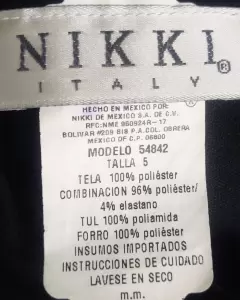 NIKKI®
ITALY
HECHO EN MEXICO POR:
NIKKI DE MEXICO S.A. DE C.V.
RFC:NME 960924R-17
BOLIVAR #209 61B P.A. COL. OBRERA
MEXICO DF C.P. 06800
MODELO 54842
TALLA 5
TELA 100% poliéster
COMBINACION 96% poliéster/
4% elastano
TUL 100% poliamida
FORRO 100% poliéster
INSUMOS IMPORTADOS
INSTRUCCIONES DE CUIDADO
LAVESE EN SECO
m.m.